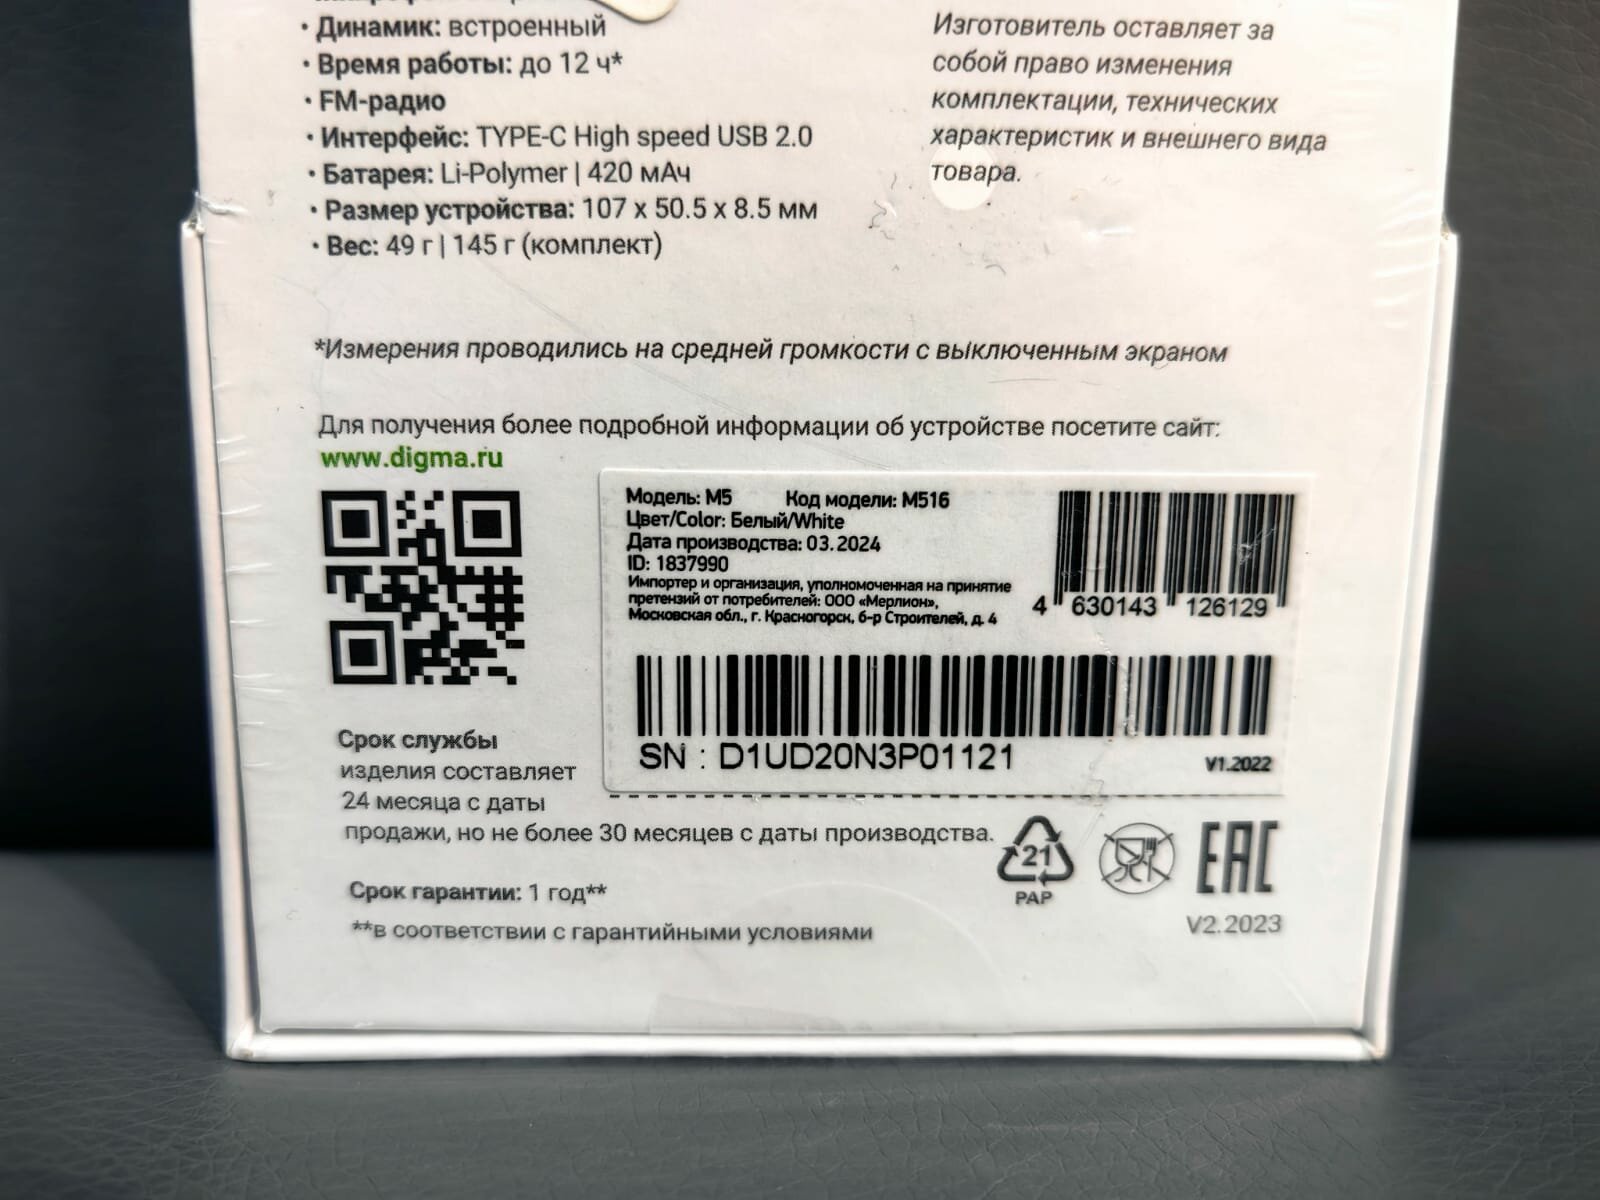 • Динамик: встроенный
• Время работы: до 12 ч*
• FM-радио
• Интерфейс: TYPE-C High speed USB 2.0
• Батарея: Li-Polymer | 420 мАч
• Размер устройства: 107 x 50.5 x 8.5 мм
• Вес: 49 г | 145 г (комплект)
Изготовитель оставляет за
собой право изменения
комплектации, технических
характеристик и внешнего вида
товара.
*Измерения проводились на средней громкости с выключенным экраном
Для получения более подробной информации об устройстве посетите сайт:
www.digma.ru
Модель: M5 Код модели: M516
Цвет/Color: Белый/White
Дата производства: 03.2024
ID: 1837990
Импортер и организация, уполномоченная на принятие
претензий от потребителей: ООО «Мерлион»,
Московская обл., г. Красногорск, б-р Строителей, д. 4
4 630143 126129
SN : D1UD20N3P01121
V1.2022
Срок службы
изделия составляет
24 месяца с даты
продажи, но не более 30 месяцев с даты производства.
Срок гарантии: 1 год**
**в соответствии с гарантийными условиями
21
PAP
EAC
V2.2023